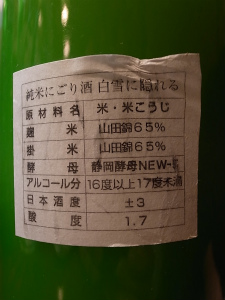 純米にごり酒 白雪に隠れる
原材料名 米・米こうじ
麹米 山田錦65%
掛米 山田錦65%
酵母 静岡酵母NEW-5
アルコール分 16度以上17度未満
日本酒度 ±3
酸度 1.7